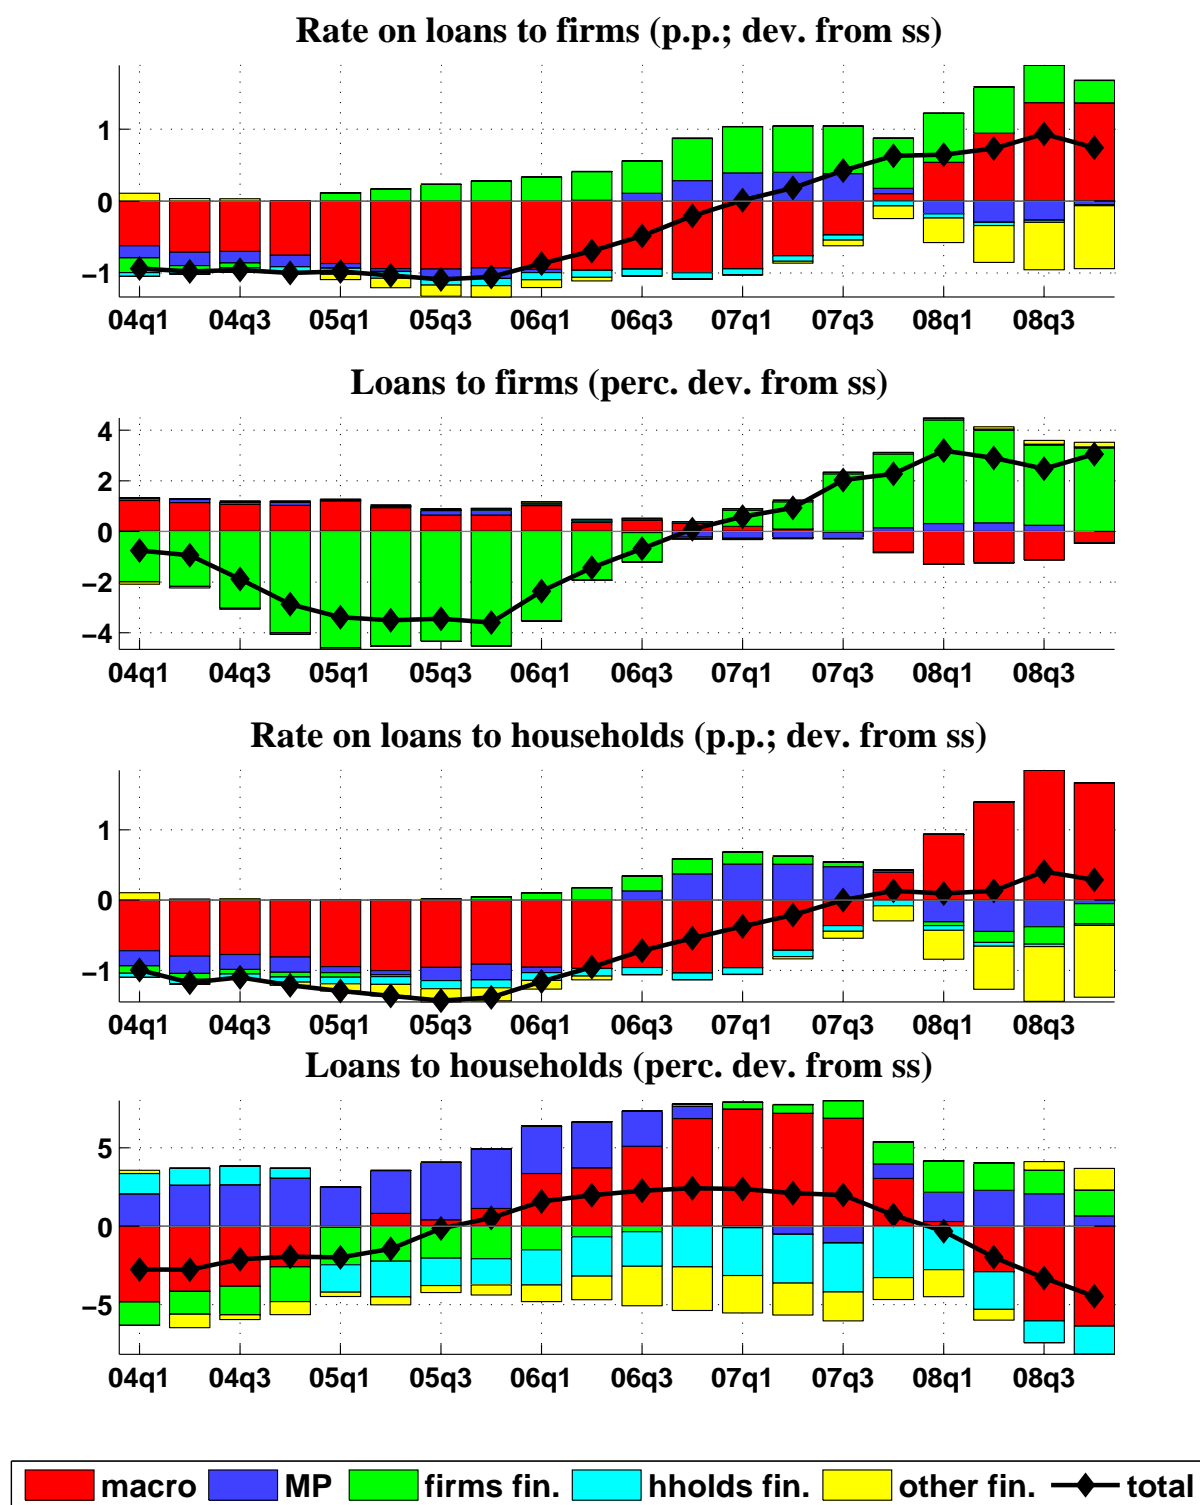 Rate on loans to firms (p.p.; dev. from ss)
1
0
−1
04q1 04q3 05q1 05q3 06q1 06q3 07q1 07q3 08q1 08q3
Loans to firms (perc. dev. from ss)
4
2
0
−2
−4
04q1 04q3 05q1 05q3 06q1 06q3 07q1 07q3 08q1 08q3
Rate on loans to households (p.p.; dev. from ss)
1
0
−1
04q1 04q3 05q1 05q3 06q1 06q3 07q1 07q3 08q1 08q3
Loans to households (perc. dev. from ss)
5
0
−5
04q1 04q3 05q1 05q3 06q1 06q3 07q1 07q3 08q1 08q3
macro MP firms fin. hholds fin. other fin. total